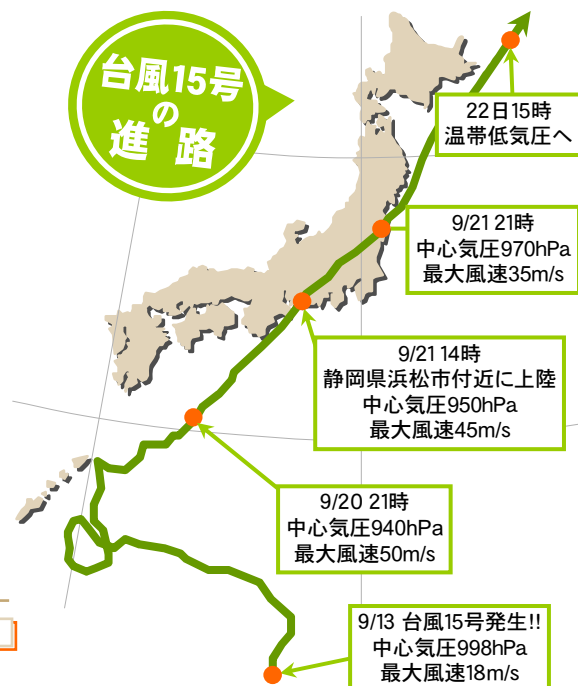 台風15号
の
進路
22日15時
温帯低気圧へ
9/21 21時
中心気圧970hPa
最大風速35m/s
9/21 14時
静岡県浜松市付近に上陸
中心気圧950hPa
最大風速45m/s
9/20 21時
中心気圧940hPa
最大風速50m/s
9/13 台風15号発生!!
中心気圧998hPa
最大風速18m/s